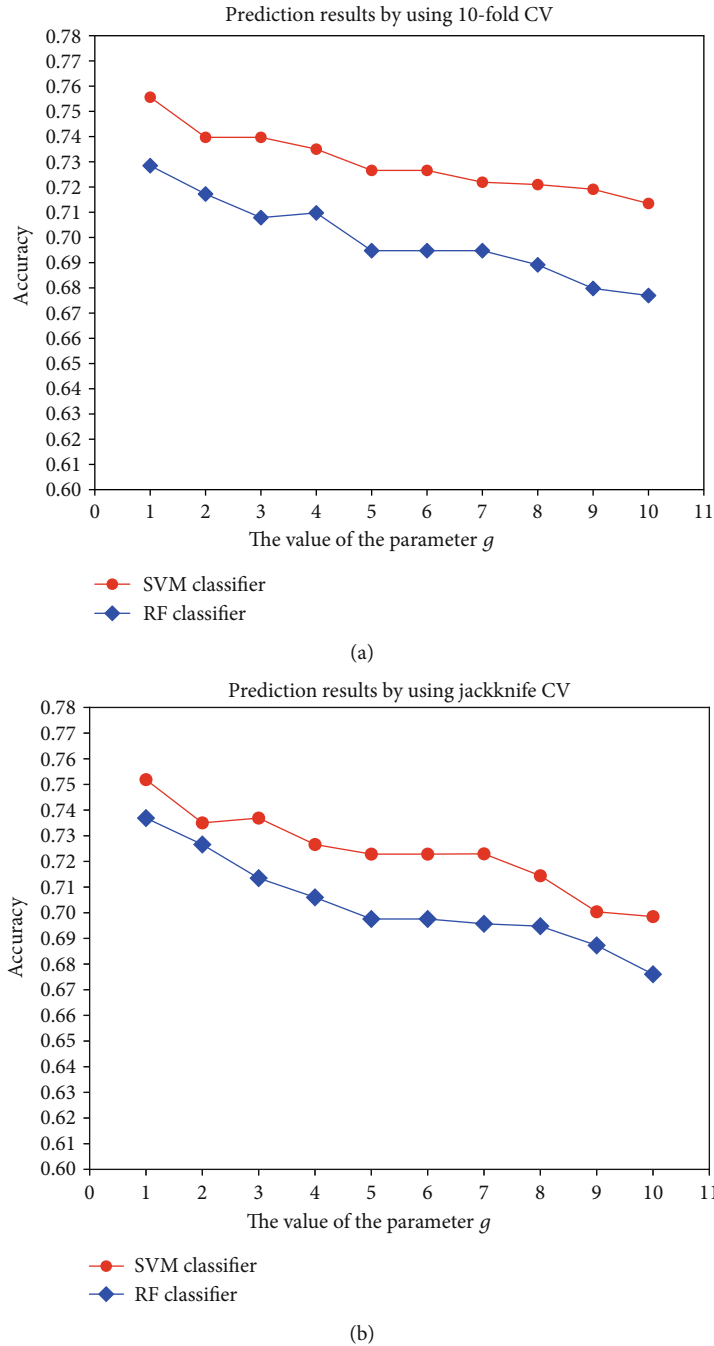 Prediction results by using 10-fold CV
0.78
0.77
0.76
0.75
0.74
0.73
0.72
0.71
0.70
0.69
0.68
0.67
0.66
0.65
0.64
0.63
0.62
0.61
0.60
Accuracy
0 1 2 3 4 5 6 7 8 9 10 11
The value of the parameter g
SVM classifier
RF classifier
(a)
Prediction results by using jackknife CV
0.78
0.77
0.76
0.75
0.74
0.73
0.72
0.71
0.70
0.69
0.68
0.67
0.66
0.65
0.64
0.63
0.62
0.61
0.60
Accuracy
0 1 2 3 4 5 6 7 8 9 10 11
The value of the parameter g
SVM classifier
RF classifier
(b)